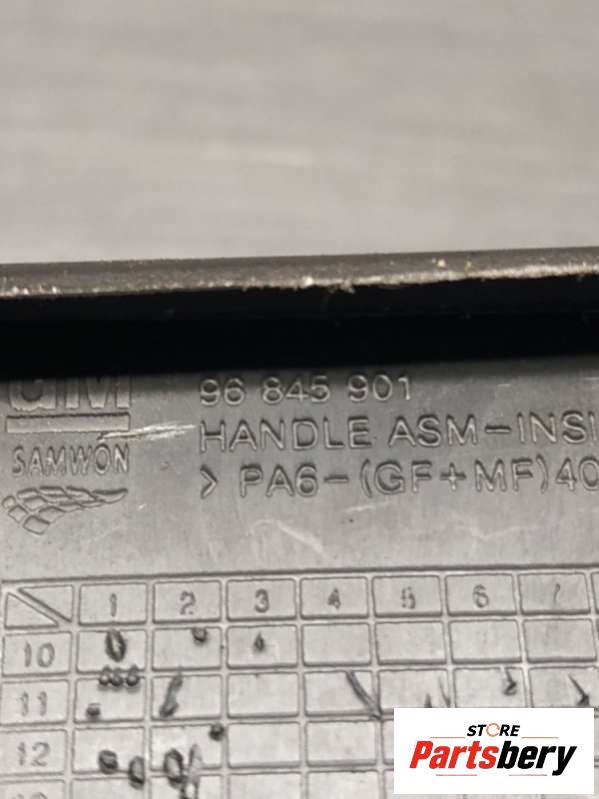 GM
96 845 901
HANDLE ASM-INSI
SAMWON
> PA6-(GF+MF)40
1 2 3 4 5 6 7
10
11
12
STORE
Partsbery